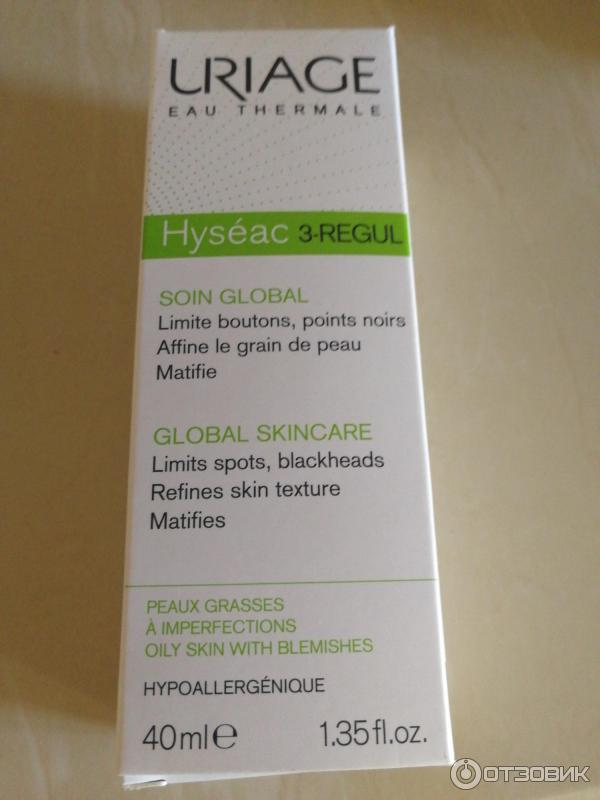 URIAGE
EAU THERMALE
Hyséac 3-REGUL
SOIN GLOBAL
Limite boutons, points noirs
Affine le grain de peau
Matifie
GLOBAL SKINCARE
Limits spots, blackheads
Refines skin texture
Matifies
PEAUX GRASSES
À IMPERFECTIONS
OILY SKIN WITH BLEMISHES
HYPOALLERGÉNIQUE
40ml℮ 1.35fl.oz.
ОТЗОВИК